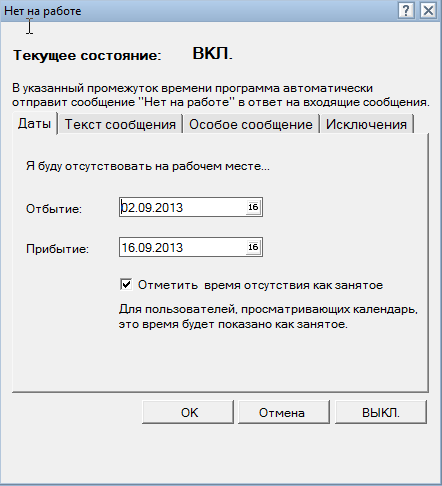 Нет на работе
Текущее состояние: ВКЛ.
В указанный промежуток времени программа автоматически
отправит сообщение "Нет на работе" в ответ на входящие сообщения.
Даты Текст сообщения Особое сообщение Исключения
Я буду отсутствовать на рабочем месте...
Отбытие: 02.09.2013 16
Прибытие: 16.09.2013 16
Отметить время отсутствия как занятое
Для пользователей, просматривающих календарь,
это время будет показано как занятое.
OK Отмена ВЫКЛ.